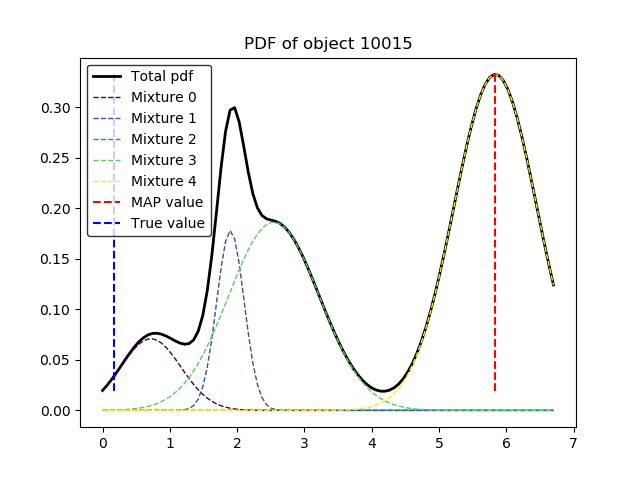 PDF of object 10015
Total pdf
Mixture 0
Mixture 1
Mixture 2
Mixture 3
Mixture 4
MAP value
True value
0.30
0.25
0.20
0.15
0.10
0.05
0.00
0 1 2 3 4 5 6 7